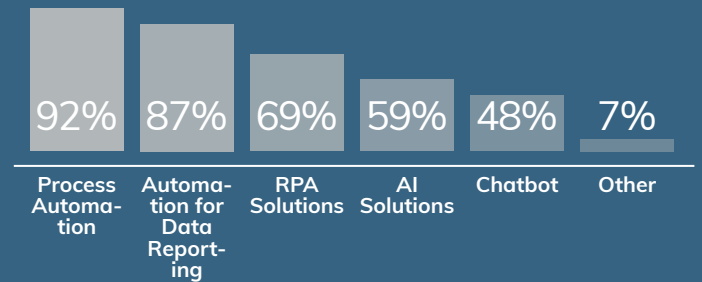 92% 87% 69% 59% 48% 7%
Process Automa- RPA AI Chatbot Other
Automa- tion for Solutions Solutions
tion Data
Report-
ing